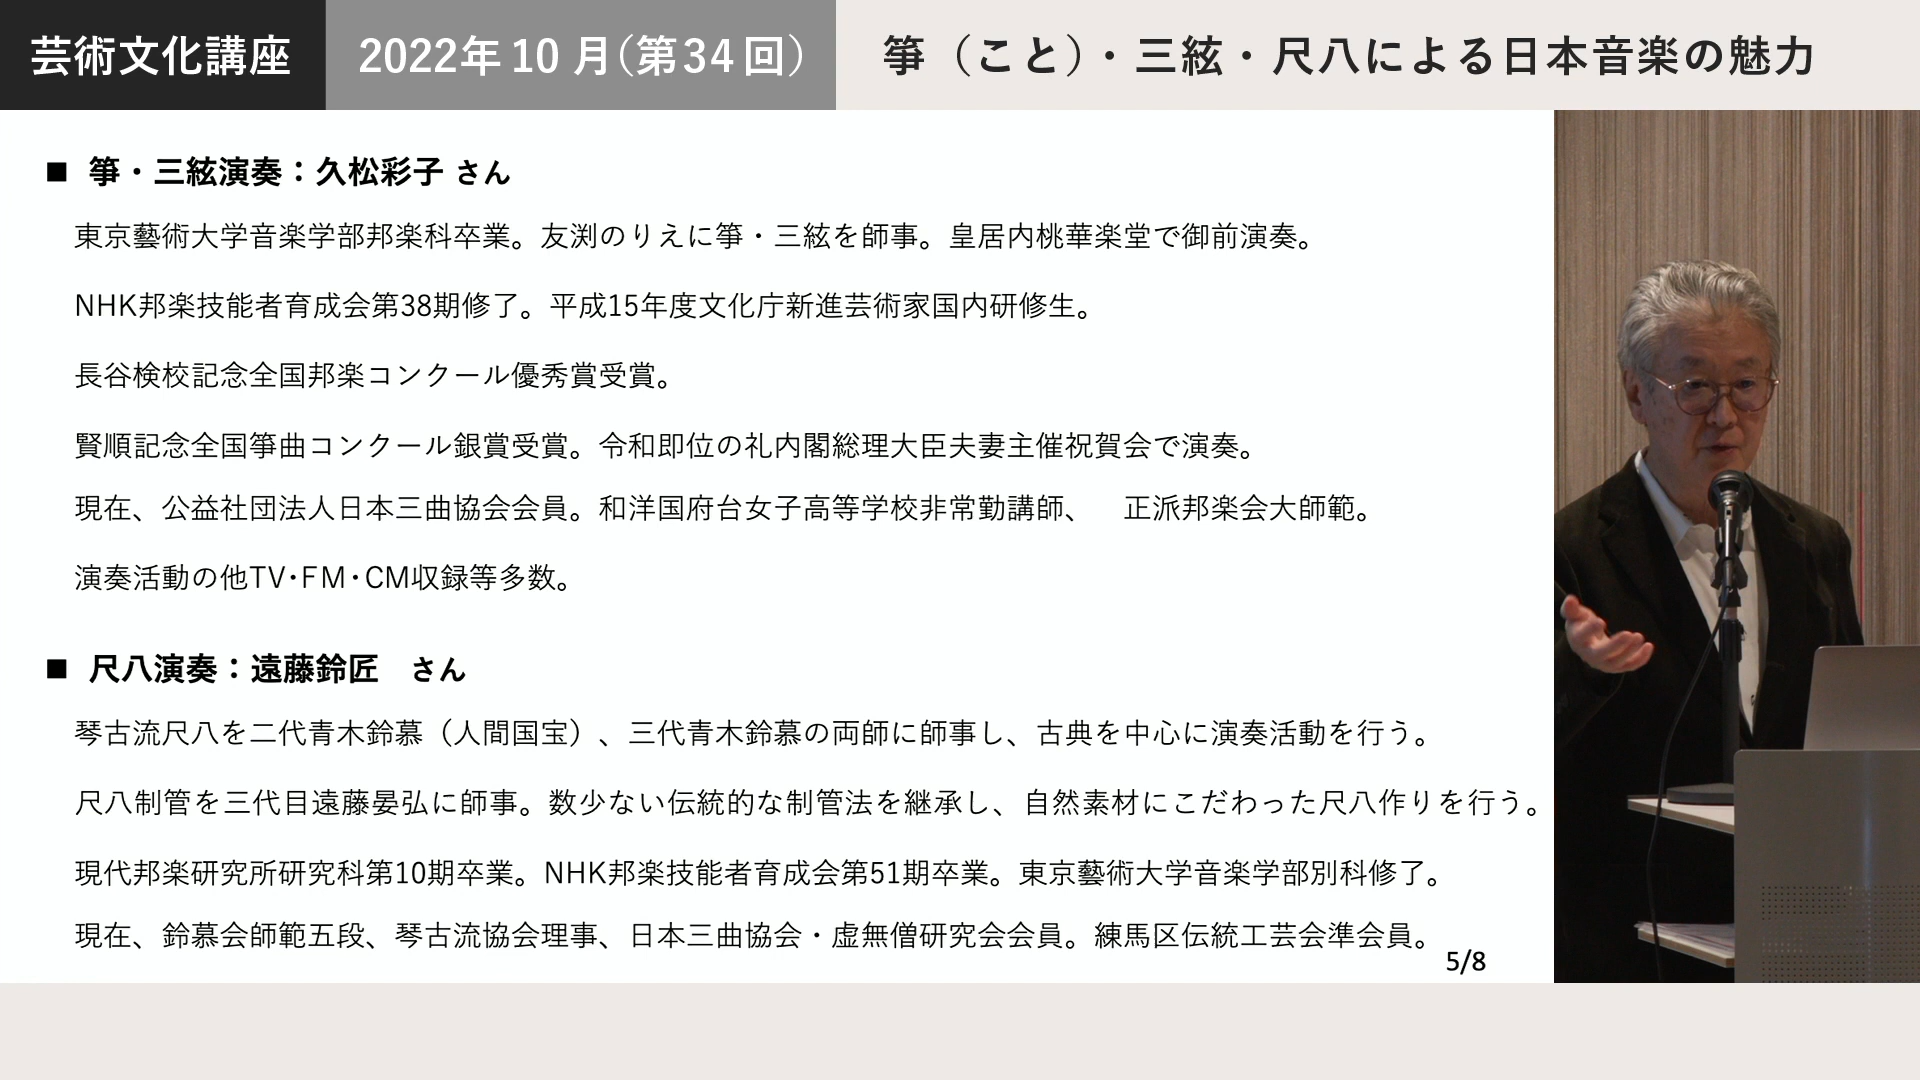 芸術文化講座
2022年10月(第34回)
箏（こと）・三絃・尺八による日本音楽の魅力
■ 箏・三絃演奏：久松彩子 さん
東京藝術大学音楽学部邦楽科卒業。友渕のりえに箏・三絃を師事。皇居内桃華楽堂で御前演奏。
NHK邦楽技能者育成会第38期修了。平成15年度文化庁新進芸術家国内研修生。
長谷検校記念全国邦楽コンクール優秀賞受賞。
賢順記念全国箏曲コンクール銀賞受賞。令和即位の礼内閣総理大臣夫妻主催祝賀会で演奏。
現在、公益社団法人日本三曲協会会員。和洋国府台女子高等学校非常勤講師、　正派邦楽会大師範。
演奏活動の他TV･FM･CM収録等多数。
■ 尺八演奏：遠藤鈴匠　さん
琴古流尺八を二代青木鈴慕（人間国宝）、三代青木鈴慕の両師に師事し、古典を中心に演奏活動を行う。
尺八制管を三代目遠藤晏弘に師事。数少ない伝統的な制管法を継承し、自然素材にこだわった尺八作りを行う。
現代邦楽研究所研究科第10期卒業。NHK邦楽技能者育成会第51期卒業。東京藝術大学音楽学部別科修了。
現在、鈴慕会師範五段、琴古流協会理事、日本三曲協会・虚無僧研究会会員。練馬区伝統工芸会準会員。
5/8